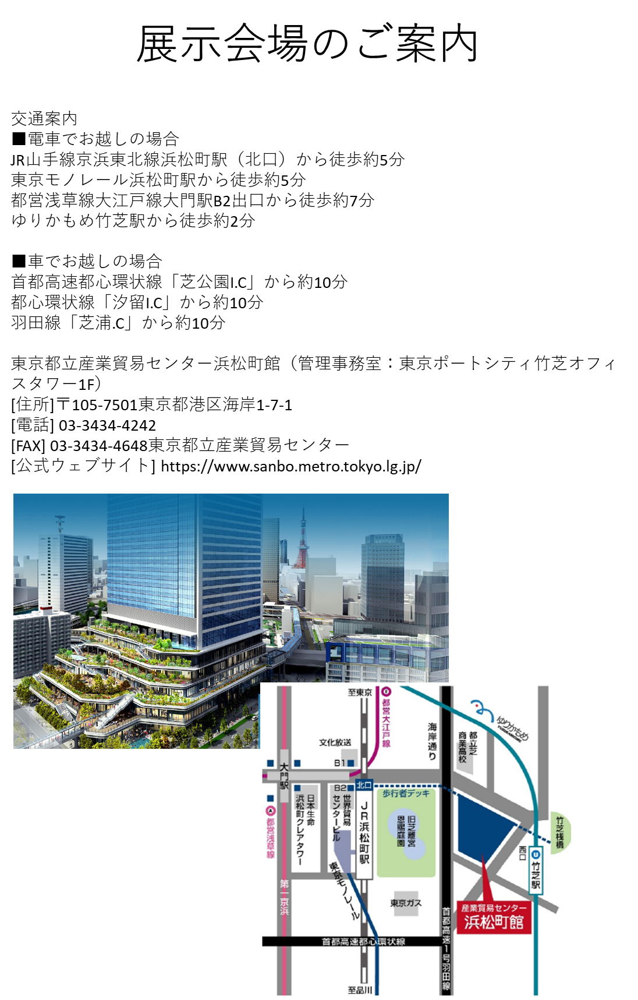 展示会場のご案内
交通案内
■電車でお越しの場合
JR山手線京浜東北線浜松町駅（北口）から徒歩約5分
東京モノレール浜松町駅から徒歩約5分
都営浅草線大江戸線大門駅B2出口から徒歩約7分
ゆりかもめ竹芝駅から徒歩約2分
■車でお越しの場合
首都高速都心環状線「芝公園I.C」から約10分
都心環状線「汐留I.C」から約10分
羽田線「芝浦.C」から約10分
東京都立産業貿易センター浜松町館（管理事務室：東京ポートシティ竹芝オフィ
スタワー1F）
[住所]〒105-7501東京都港区海岸1-7-1
[電話] 03-3434-4242
[FAX] 03-3434-4648東京都立産業貿易センター
[公式ウェブサイト] https://www.sanbo.metro.tokyo.lg.jp/
至東京
都営大江戸線
海岸通り
都立芝
商業高校
ゆりかもめ
YURIKAMOME
文化放送
B1
大門駅
B2
北口
歩行者デッキ
A
都営浅草線
日本生命
浜松町クレアタワー
世界貿易
センタービル
JR浜松町駅
旧芝離宮
恩賜庭園
竹芝桟橋
西口
U
竹芝駅
東京モノレール
第一京浜
東京ガス
産業貿易センター
浜松町館
首都高速都心環状線
首都高速1号羽田線
至品川